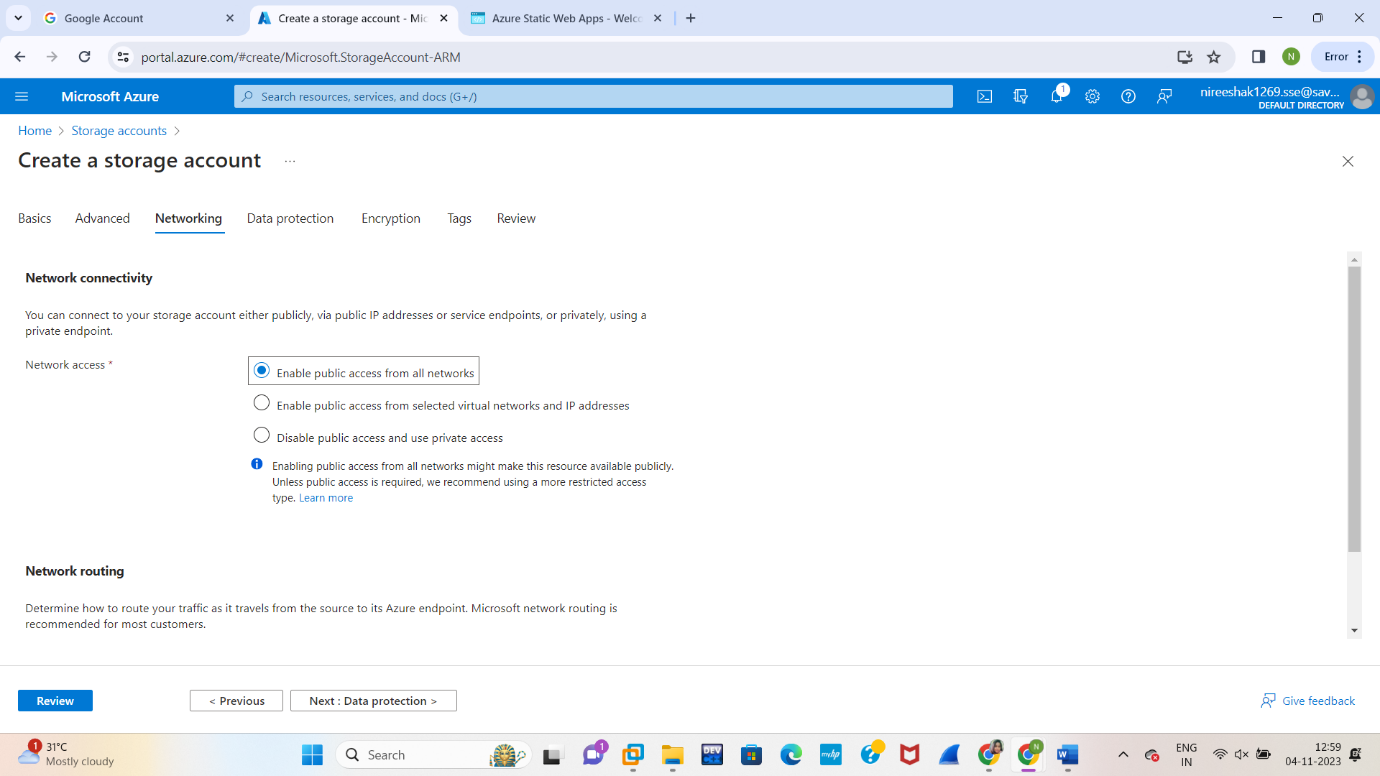 Google Account
Create a storage account - Mic
Azure Static Web Apps - Welco
portal.azure.com/#create/Microsoft.StorageAccount-ARM
N
Error
Microsoft Azure
Search resources, services, and docs (G+/)
1
nireeshak1269.sse@sav...
DEFAULT DIRECTORY
Home > Storage accounts >
Create a storage account ...
Basics Advanced Networking Data protection Encryption Tags Review
Network connectivity
You can connect to your storage account either publicly, via public IP addresses or service endpoints, or privately, using a
private endpoint.
Network access *
Enable public access from all networks
Enable public access from selected virtual networks and IP addresses
Disable public access and use private access
Enabling public access from all networks might make this resource available publicly.
Unless public access is required, we recommend using a more restricted access
type. Learn more
Network routing
Determine how to route your traffic as it travels from the source to its Azure endpoint. Microsoft network routing is
recommended for most customers.
Review
< Previous
Next : Data protection >
Give feedback
1
31°C
Mostly cloudy
Search
1
DEV
myhp
N
W
ENG
IN
12:59
04-11-2023